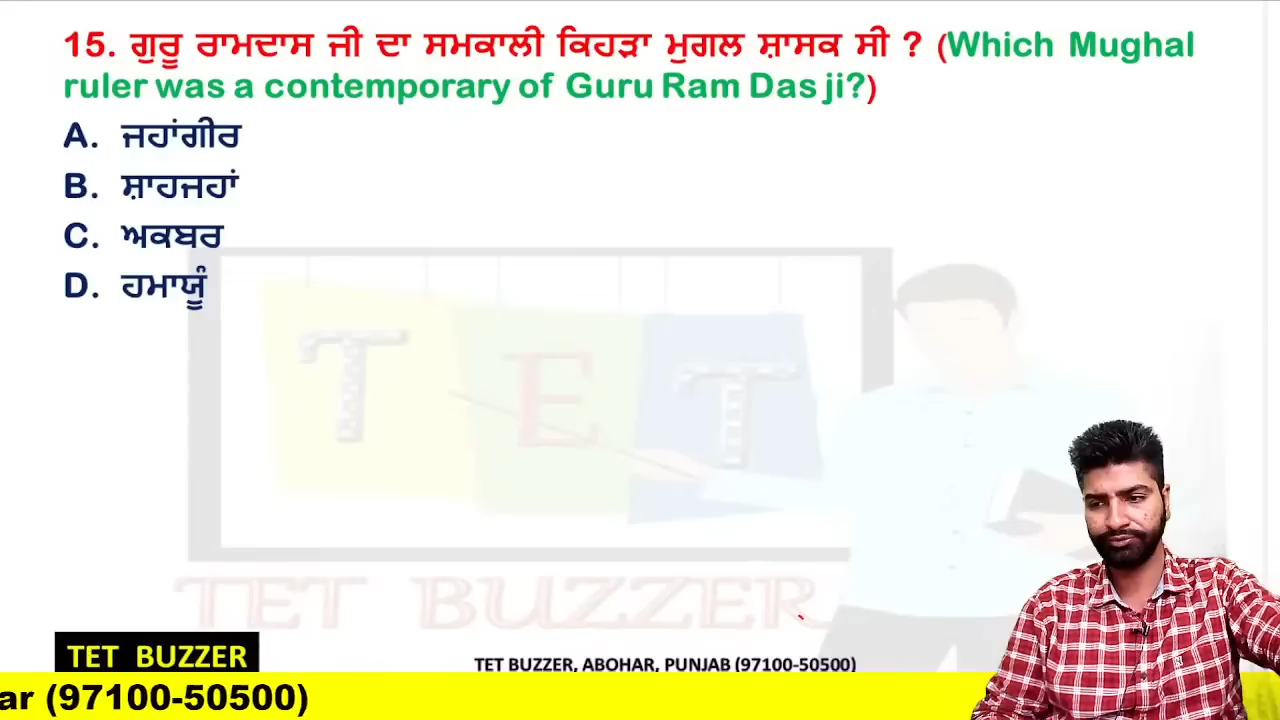 15. ਗੁਰੂ ਰਾਮਦਾਸ ਜੀ ਦਾ ਸਮਕਾਲੀ ਕਿਹੜਾ ਮੁਗਲ ਸ਼ਾਸਕ ਸੀ ? (Which Mughal
ruler was a contemporary of Guru Ram Das ji?)
A. ਜਹਾਂਗੀਰ
B. ਸ਼ਾਹਜਹਾਂ
C. ਅਕਬਰ
D. ਹਮਾਯੂੰ
T E T
TET BUZZER
TET BUZZER
TET BUZZER, ABOHAR, PUNJAB (97100-50500)
ar (97100-50500)